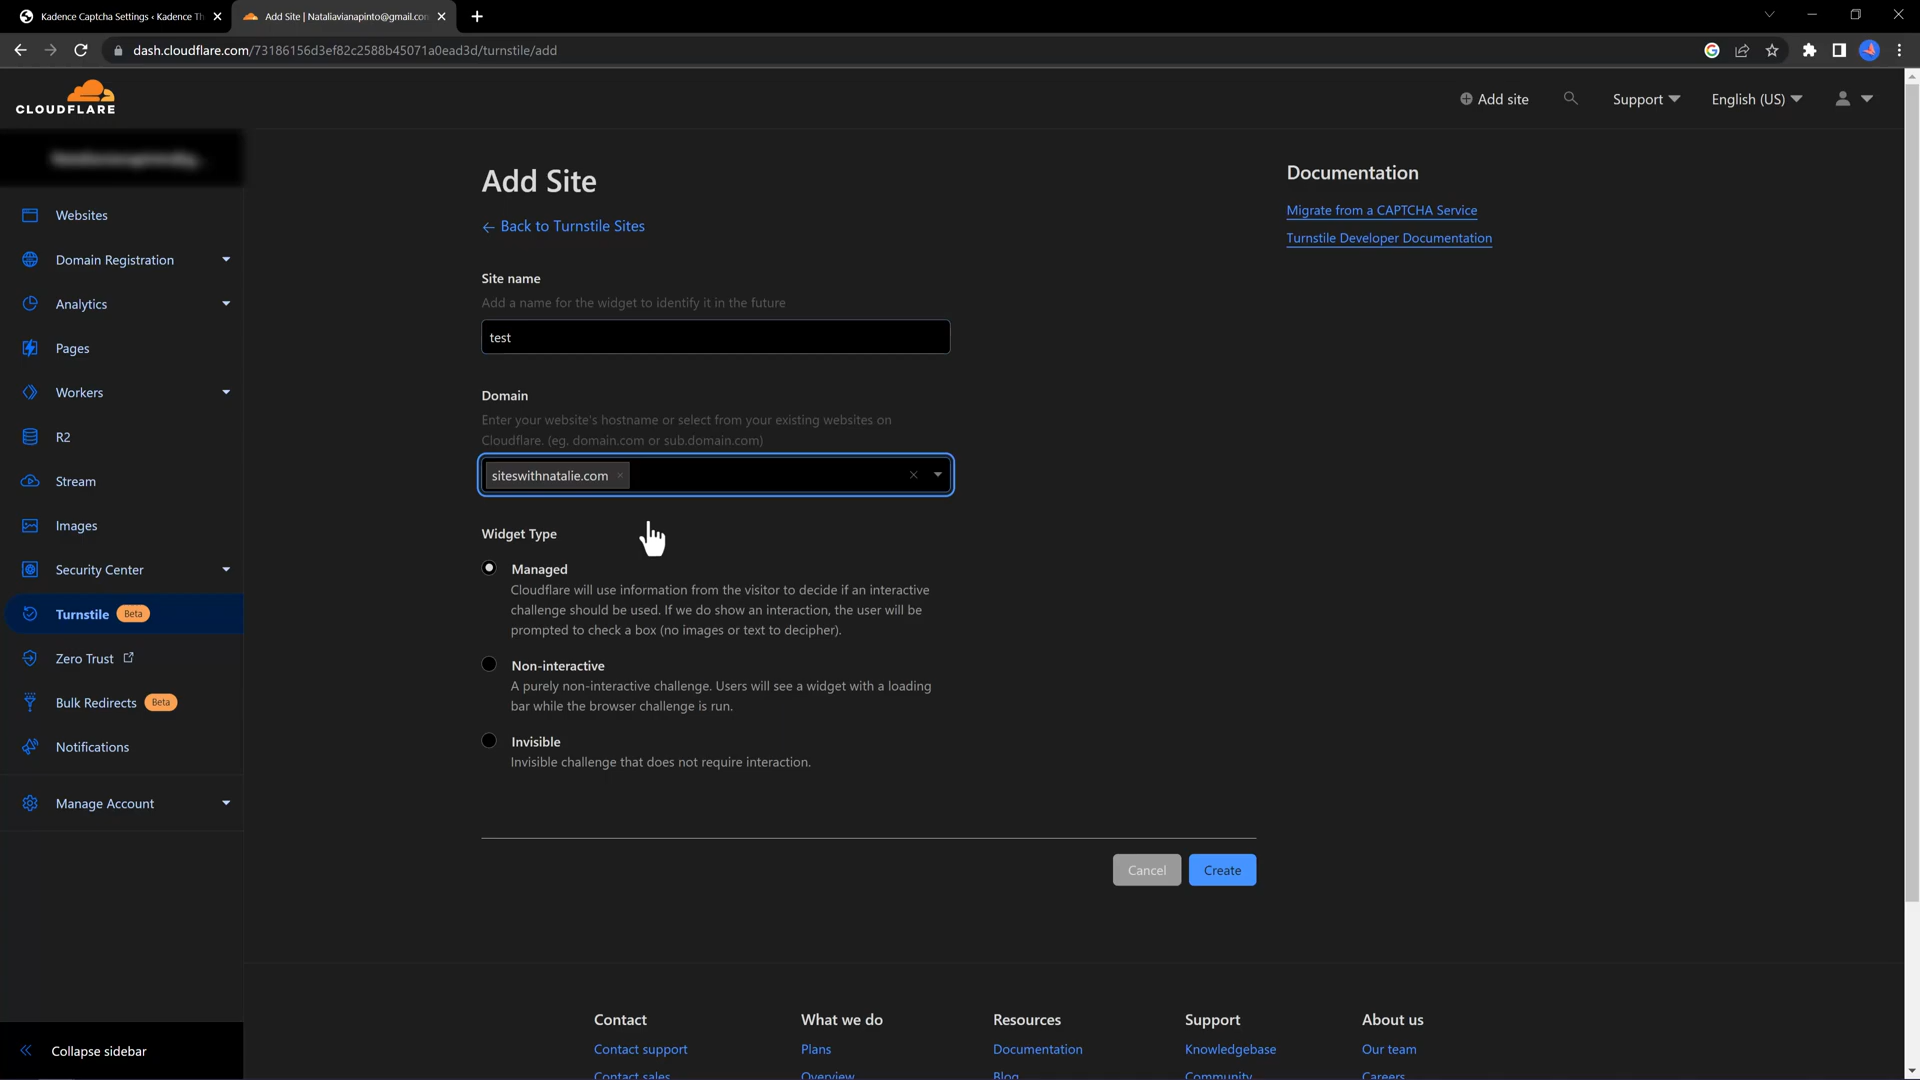 Kadence Captcha Settings ‹ Kadence Th
Add Site | Nataliavianapinto@gmail.con
dash.cloudflare.com/73186156d3ef82c2588b45071a0ead3d/turnstile/add
CLOUDFLARE
Add site
Support
English (US)
Websites
Domain Registration
Analytics
Pages
Workers
R2
Stream
Images
Security Center
Turnstile Beta
Zero Trust
Bulk Redirects Beta
Notifications
Manage Account
Collapse sidebar
Add Site
← Back to Turnstile Sites
Site name
Add a name for the widget to identify it in the future
test
Domain
Enter your website's hostname or select from your existing websites on
Cloudflare. (eg. domain.com or sub.domain.com)
siteswithnatalie.com ×
Widget Type
Managed
Cloudflare will use information from the visitor to decide if an interactive
challenge should be used. If we do show an interaction, the user will be
prompted to check a box (no images or text to decipher).
Non-interactive
A purely non-interactive challenge. Users will see a widget with a loading
bar while the browser challenge is run.
Invisible
Invisible challenge that does not require interaction.
Cancel
Create
Documentation
Migrate from a CAPTCHA Service
Turnstile Developer Documentation
Contact
Contact support
Contact sales
What we do
Plans
Overview
Resources
Documentation
Blog
Support
Knowledgebase
Community
About us
Our team
Careers